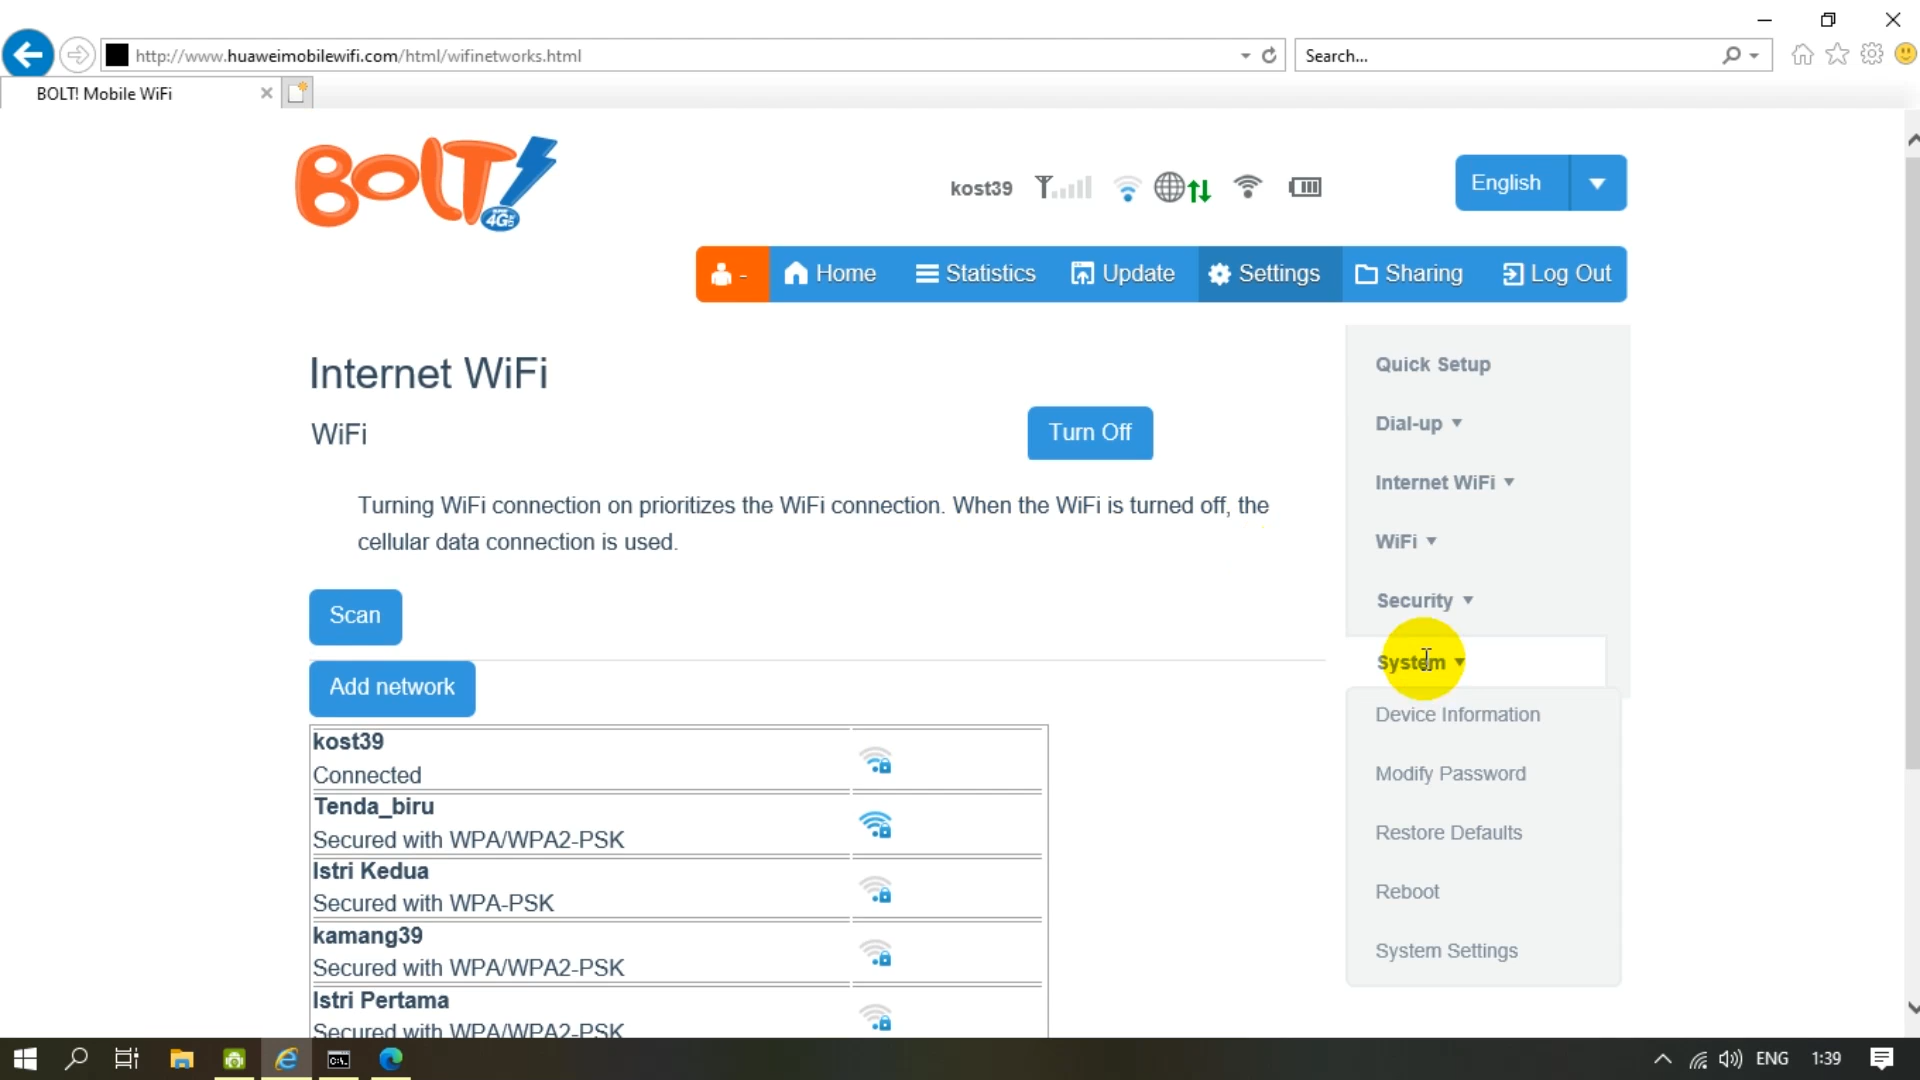 http://www.huaweimobilewifi.com/html/wifinetworks.html
Search...
BOLT! Mobile WiFi
BOLT
4G
kost39
English
- Home Statistics Update Settings Sharing Log Out
Internet WiFi
WiFi
Turn Off
Turning WiFi connection on prioritizes the WiFi connection. When the WiFi is turned off, the
cellular data connection is used.
Scan
Add network
kost39
Connected
Tenda_biru
Secured with WPA/WPA2-PSK
Istri Kedua
Secured with WPA-PSK
kamang39
Secured with WPA/WPA2-PSK
Istri Pertama
Secured with WPA/WPA2-PSK
Quick Setup
Dial-up
Internet WiFi
WiFi
Security
System
Device Information
Modify Password
Restore Defaults
Reboot
System Settings
ENG
1:39